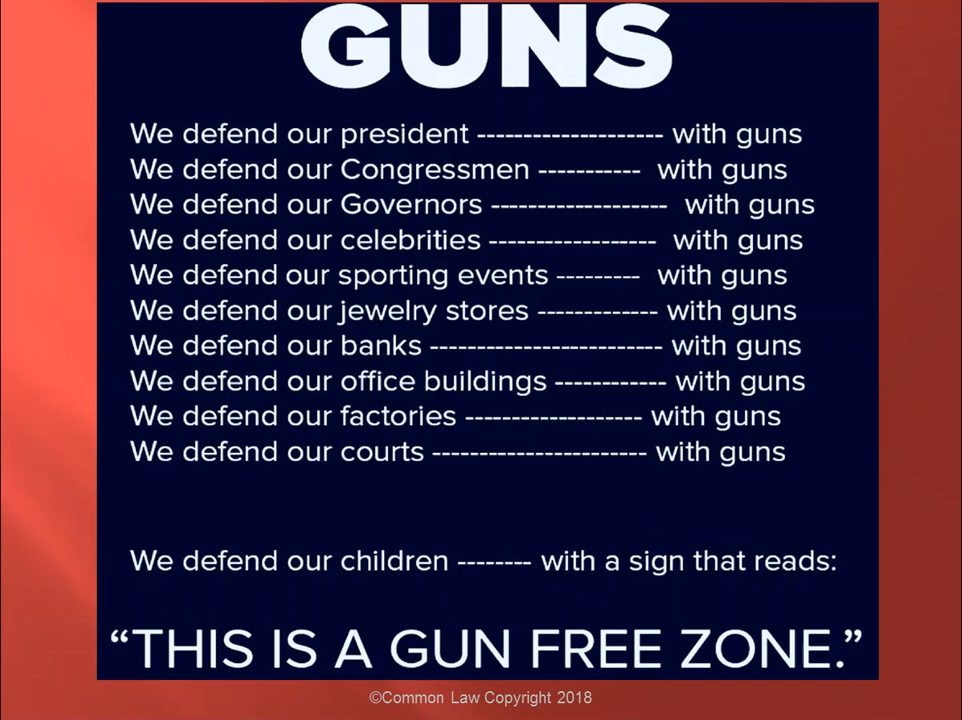 GUNS
We defend our president -------------------- with guns
We defend our Congressmen ----------- with guns
We defend our Governors ------------------- with guns
We defend our celebrities ------------------ with guns
We defend our sporting events --------- with guns
We defend our jewelry stores ------------- with guns
We defend our banks ------------------------- with guns
We defend our office buildings ------------ with guns
We defend our factories ------------------- with guns
We defend our courts ----------------------- with guns
We defend our children -------- with a sign that reads:
“THIS IS A GUN FREE ZONE.”
©Common Law Copyright 2018